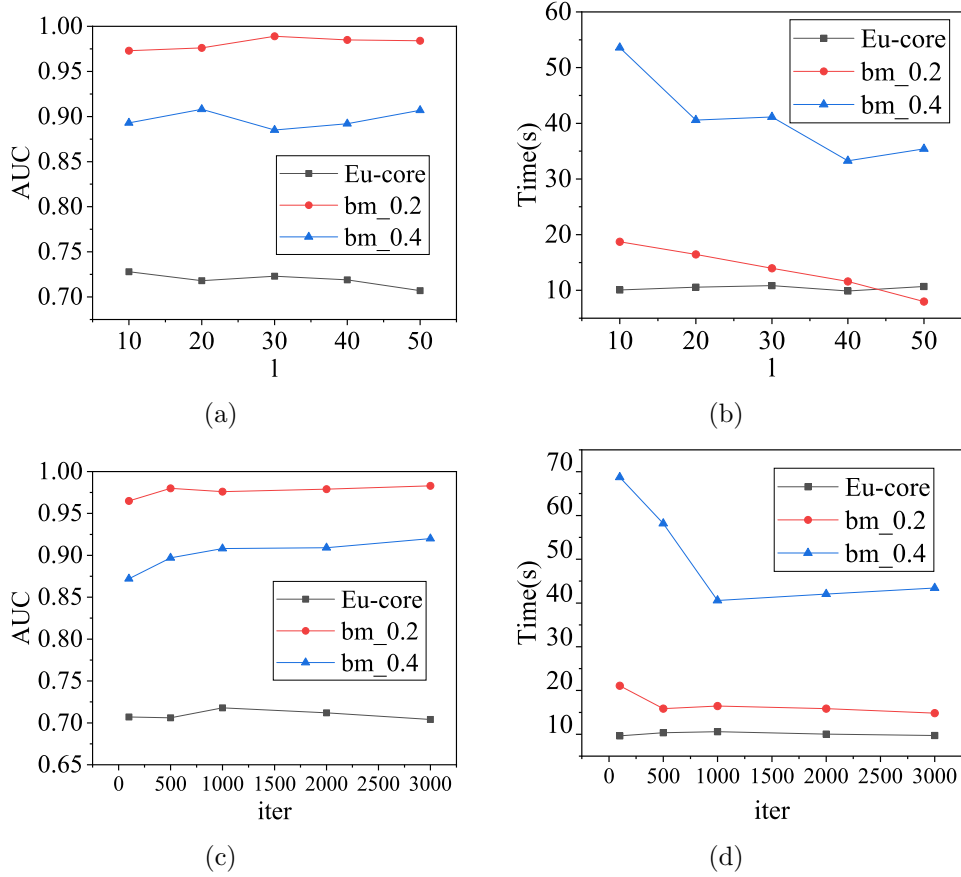 1.00
0.95
0.90
0.85
0.80
0.75
0.70
AUC
Eu-core
bm_0.2
bm_0.4
10 20 30 40 50
l
(a)
60
50
40
30
20
10
Time(s)
Eu-core
bm_0.2
bm_0.4
10 20 30 40 50
l
(b)
1.00
0.95
0.90
0.85
0.80
0.75
0.70
0.65
AUC
Eu-core
bm_0.2
bm_0.4
0 500 1000 1500 2000 2500 3000
iter
(c)
70
60
50
40
30
20
10
Time(s)
Eu-core
bm_0.2
bm_0.4
0 500 1000 1500 2000 2500 3000
iter
(d)